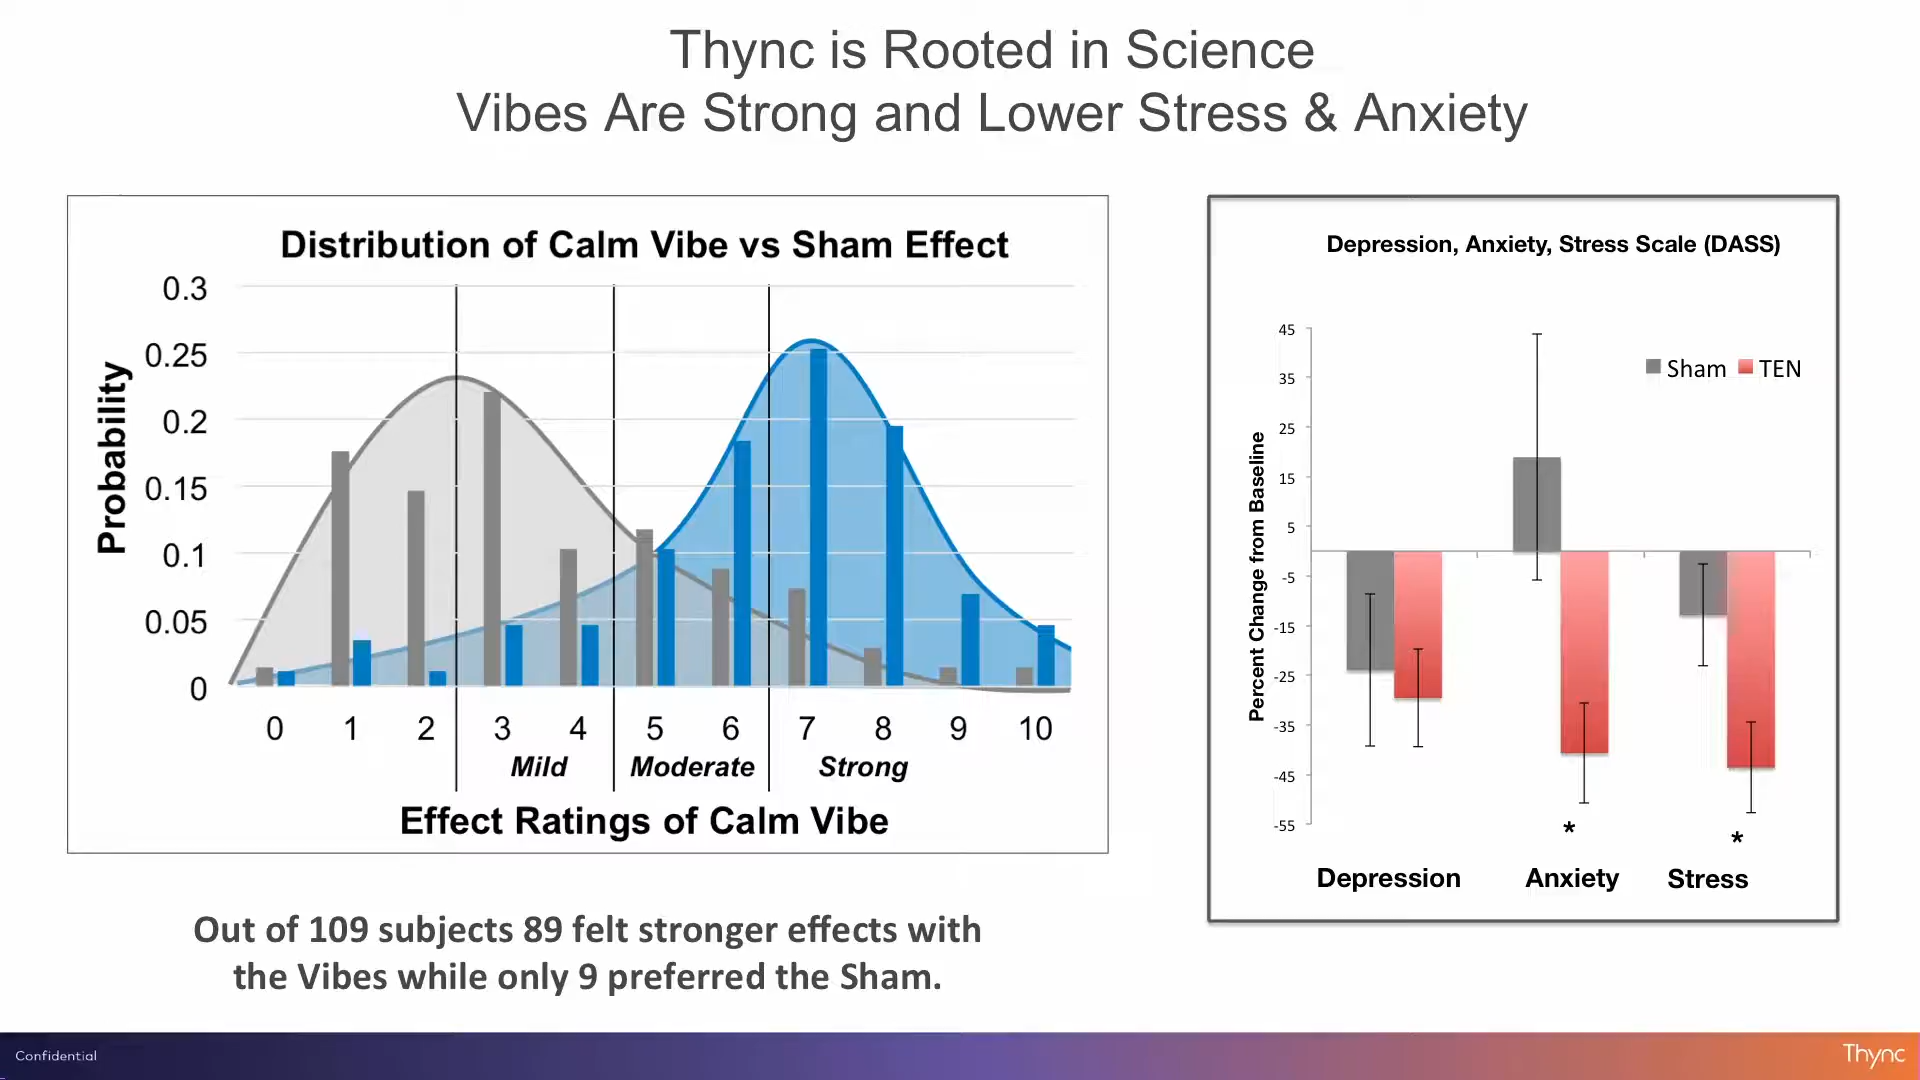 Thync is Rooted in Science
Vibes Are Strong and Lower Stress & Anxiety
Distribution of Calm Vibe vs Sham Effect
Probability
0.3
0.25
0.2
0.15
0.1
0.05
0
0 1 2 3 4 5 6 7 8 9 10
Mild Moderate Strong
Effect Ratings of Calm Vibe
Out of 109 subjects 89 felt stronger effects with
the Vibes while only 9 preferred the Sham.
Depression, Anxiety, Stress Scale (DASS)
Percent Change from Baseline
45
35
25
15
5
-5
-15
-25
-35
-45
-55
Sham TEN
*
*
Depression Anxiety Stress
Confidential
Thync